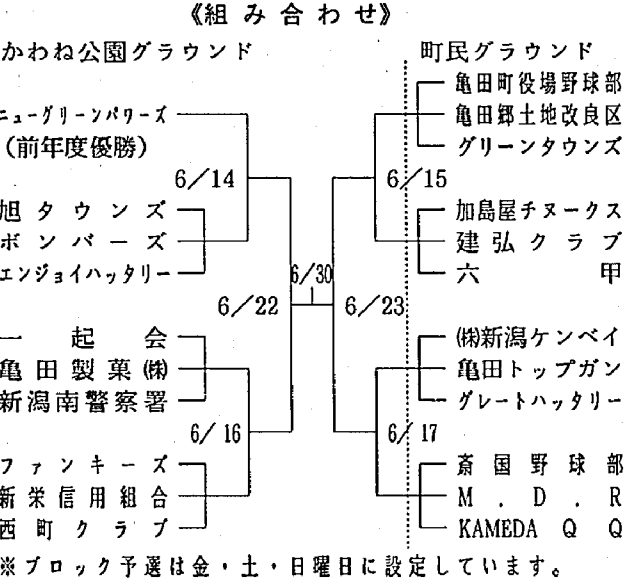 《組み合わせ》
かわね公園グラウンド
ニューグリーンパワーズ
(前年度優勝)
6/14
旭タウンズ
ボンバーズ
エンジョイハッタリー
6/22
一起会
亀田製菓㈱
新潟南警察署
6/16
ファンキーズ
新栄信用組合
西町クラブ
6/30
町民グラウンド
亀田町役場野球部
亀田郷土地改良区
グリーンタウンズ
6/15
加島屋チヌークス
建弘クラブ
六甲
6/23
㈱新潟ケンベイ
亀田トップガン
グレートハッタリー
6/17
斎国野球部
M.D.R
KAMEDA Q Q
※ブロック予選は金・土・日曜日に設定しています。